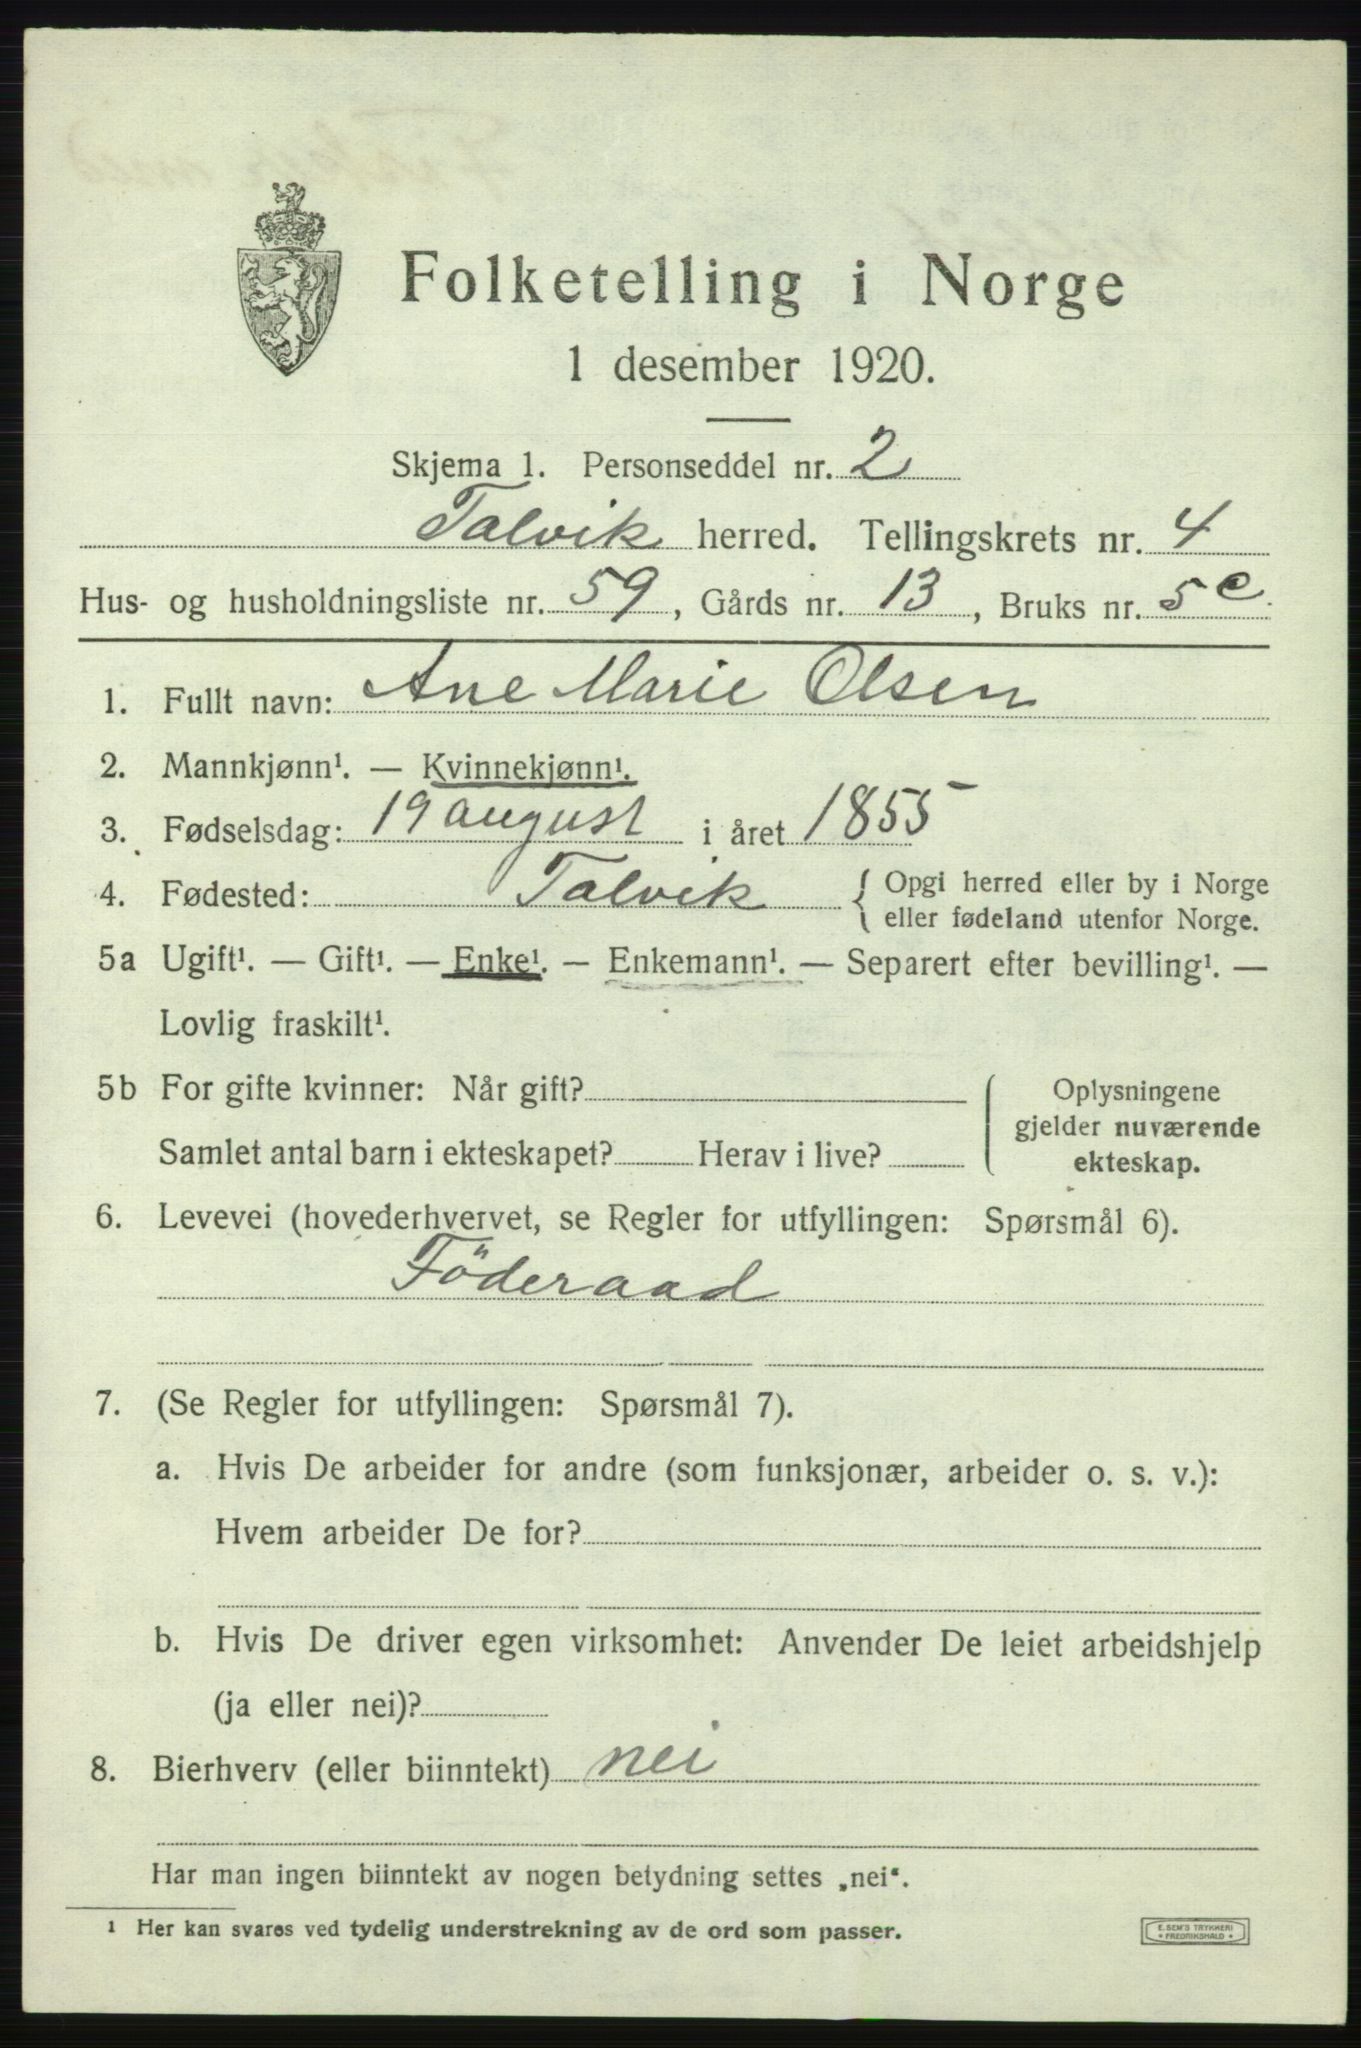 Folketelling i Norge
1 desember 1920.
Skjema 1. Personseddel nr. 2
Talvik herred. Tellingskrets nr. 4
Hus- og husholdningsliste nr. 59, Gårds nr. 13, Bruks nr. 5c.
1. Fullt navn: Ane Marie Olsen
2. Mannkjønn¹. — Kvinnekjønn¹.
3. Fødselsdag: 19 august i året 1855
4. Fødested: Talvik { Opgi herred eller by i Norge
eller fødeland utenfor Norge.
5a Ugift¹. — Gift¹. — Enke¹. — Enkemann¹. — Separert efter bevilling¹. —
Lovlig fraskilt¹.
5b For gifte kvinner: Når gift? Oplysningene
gjelder nuværende
Samlet antal barn i ekteskapet? Herav i live? ekteskap.
6. Levevei (hovederhvervet, se Regler for utfyllingen: Spørsmål 6).
Föderaad
7. (Se Regler for utfyllingen: Spørsmål 7).
a. Hvis De arbeider for andre (som funksjonær, arbeider o. s. v.):
Hvem arbeider De for?
b. Hvis De driver egen virksomhet: Anvender De leiet arbeidshjelp
(ja eller nei)?
8. Bierhverv (eller biinntekt) nei
Har man ingen biinntekt av nogen betydning settes „nei“.
¹ Her kan svares ved tydelig understrekning av de ord som passer.
E. SEM'S TRYKKERI
* FREDRIKSHALD *